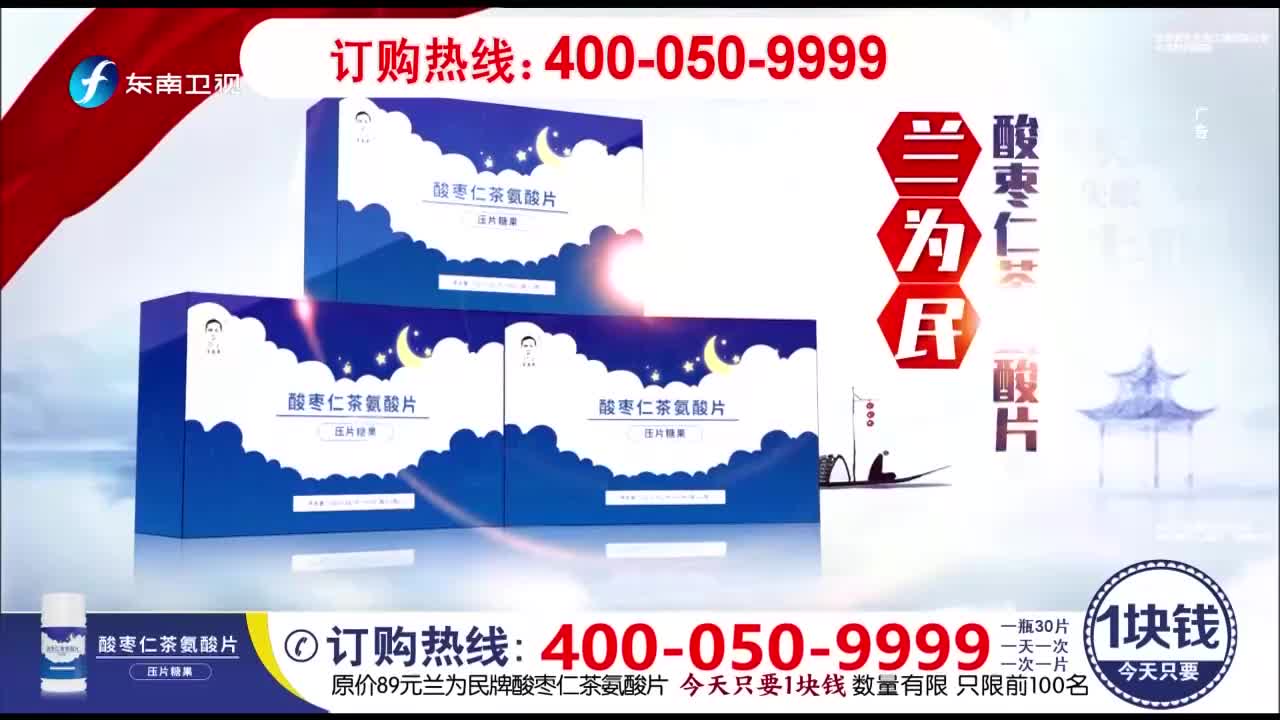 订购热线：400-050-9999
东南卫视
广告
兰为民
酸枣仁茶 酸片
酸枣仁茶氨酸片
压片糖果
酸枣仁茶氨酸片
压片糖果
酸枣仁茶氨酸片
压片糖果
酸枣仁茶氨酸片
压片糖果
订购热线：400-050-9999
一瓶30片
一天一次
一次一片
1块钱
今天只要
原价89元兰为民牌酸枣仁茶氨酸片 今天只要1块钱 数量有限 只限前100名